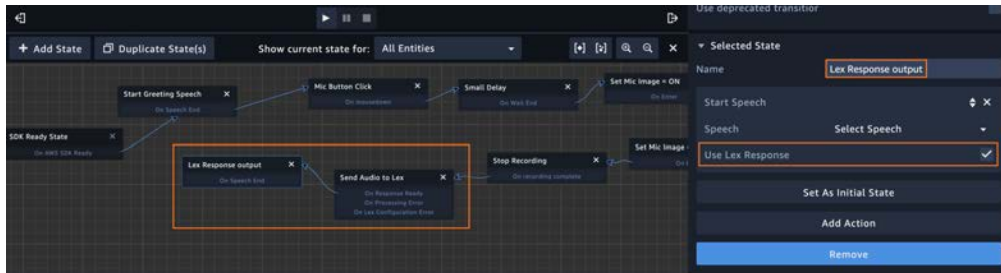 Use deprecated transition
+ Add State
Duplicate State(s)
Show current state for:
All Entities
Selected State
Name
Lex Response output
Start Speech
Speech
Select Speech
Use Lex Response
Set As Initial State
Add Action
Remove
Start Greeting Speech
On Speech End
Mic Button Click
On mousedown
Small Delay
On Wait End
Set Mic Image = ON
On Enter
SDK Ready State
On AWS SDK Ready
Lex Response output
On Speech End
Send Audio to Lex
On Response Ready
On Processing Error
On Lex Configuration Error
Stop Recording
On recording complete
Set Mic Image